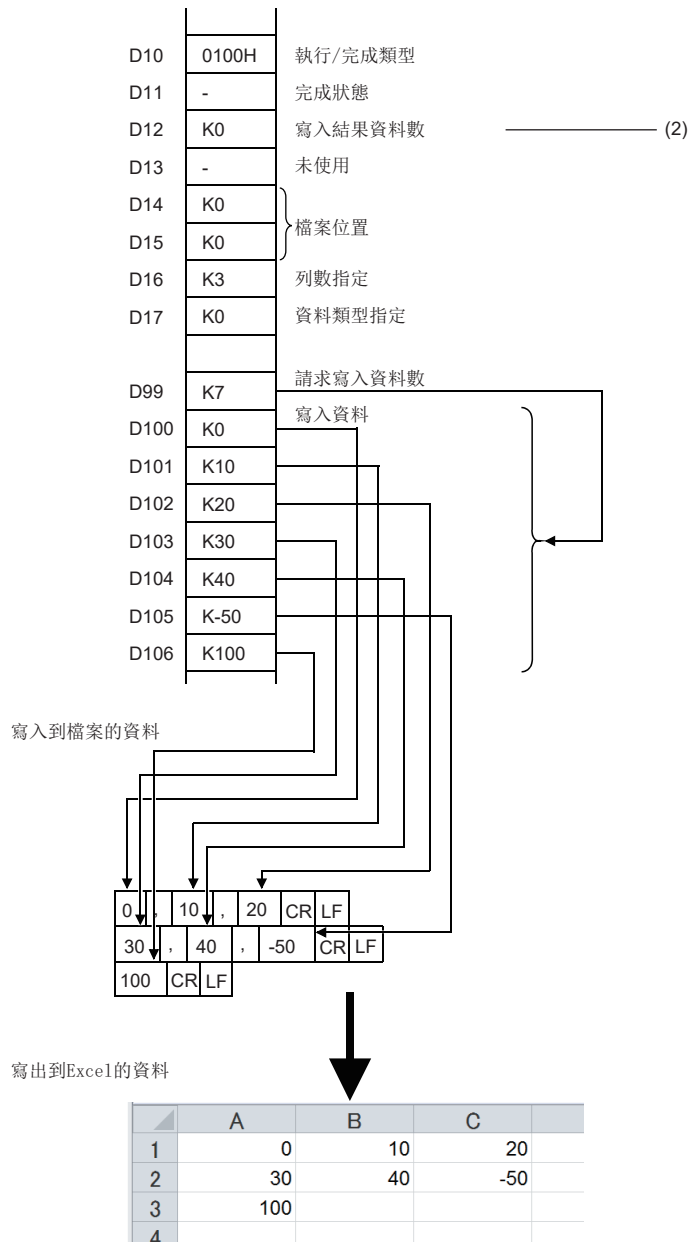 D10 0100H 執行/完成類型
D11 - 完成狀態
D12 K0 寫入結果資料數 (2)
D13 - 未使用
D14 K0
檔案位置
D15 K0
D16 K3 列數指定
D17 K0 資料類型指定
請求寫入資料數
D99 K7
寫入資料
D100 K0
D101 K10
D102 K20
D103 K30
D104 K40
D105 K-50
D106 K100
寫入到檔案的資料
0 , 10 , 20 CR LF
30 , 40 , -50 CR LF
100 CR LF
寫出到Excel的資料
A B C
1 0 10 20
2 30 40 -50
3 100
4